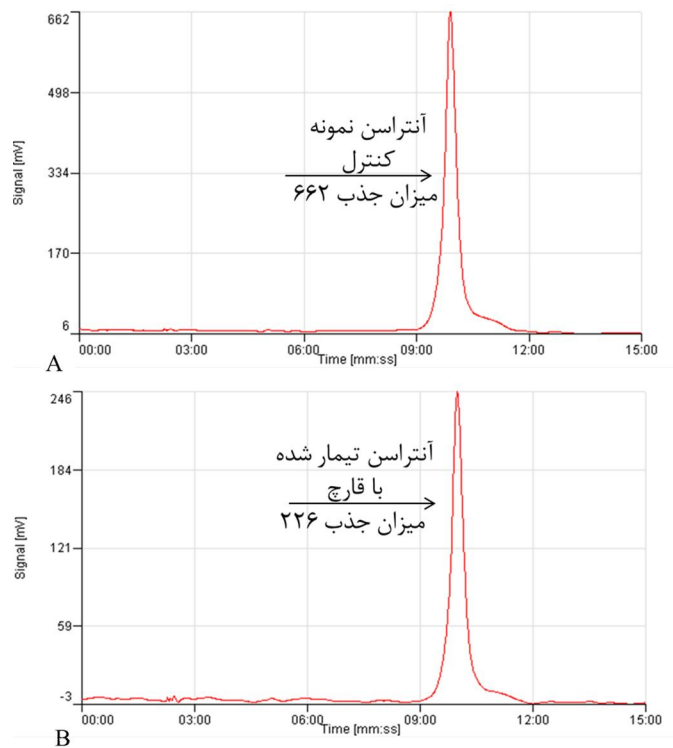 662
498
آنتراسن نمونه
کنترل
334
میزان جذب ۶۶۲
Signal [mV]
170
6
00:00 03:00 06:00 09:00 12:00 15:00
Time [mm:ss]
A
246
184
آنتراسن تیمار شده
با قارچ
میزان جذب ۲۲۶
121
Signal [mV]
59
-3
00:00 03:00 06:00 09:00 12:00 15:00
Time [mm:ss]
B